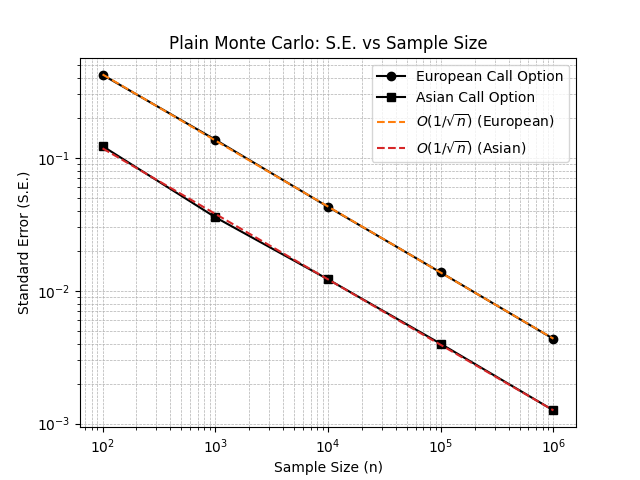 Plain Monte Carlo: S.E. vs Sample Size
European Call Option
Asian Call Option
O(1/√n) (European)
O(1/√n) (Asian)
Standard Error (S.E.)
10⁻¹
10⁻²
10⁻³
10² 10³ 10⁴ 10⁵ 10⁶
Sample Size (n)